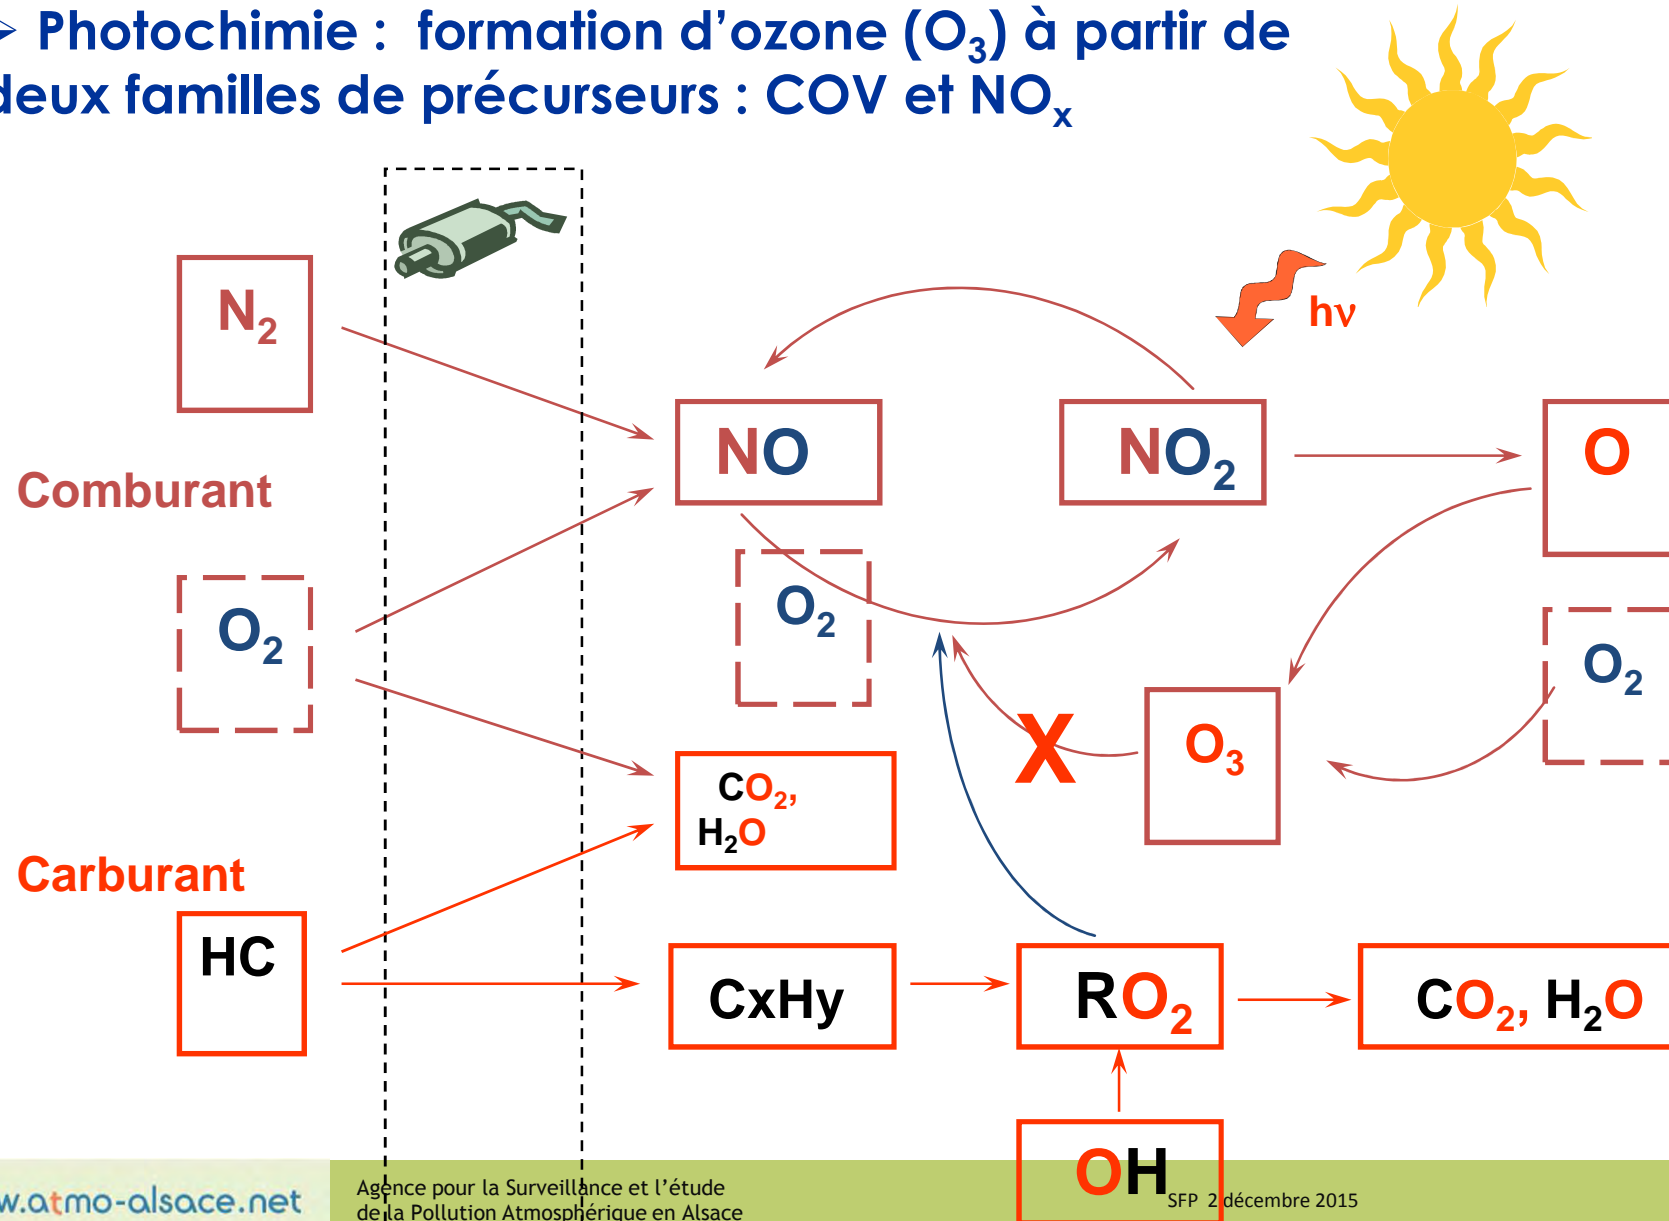 ➢ Photochimie : formation d’ozone (O₃) à partir de
deux familles de précurseurs : COV et NOₓ
hν
N₂
NO
NO₂
O
Comburant
O₂
O₂
O₂
O₃
X
CO₂,
H₂O
Carburant
HC
CxHy
RO₂
CO₂, H₂O
OH
w.atmo-alsace.net
Agence pour la Surveillance et l’étude
de la Pollution Atmosphérique en Alsace
SFP 2 décembre 2015